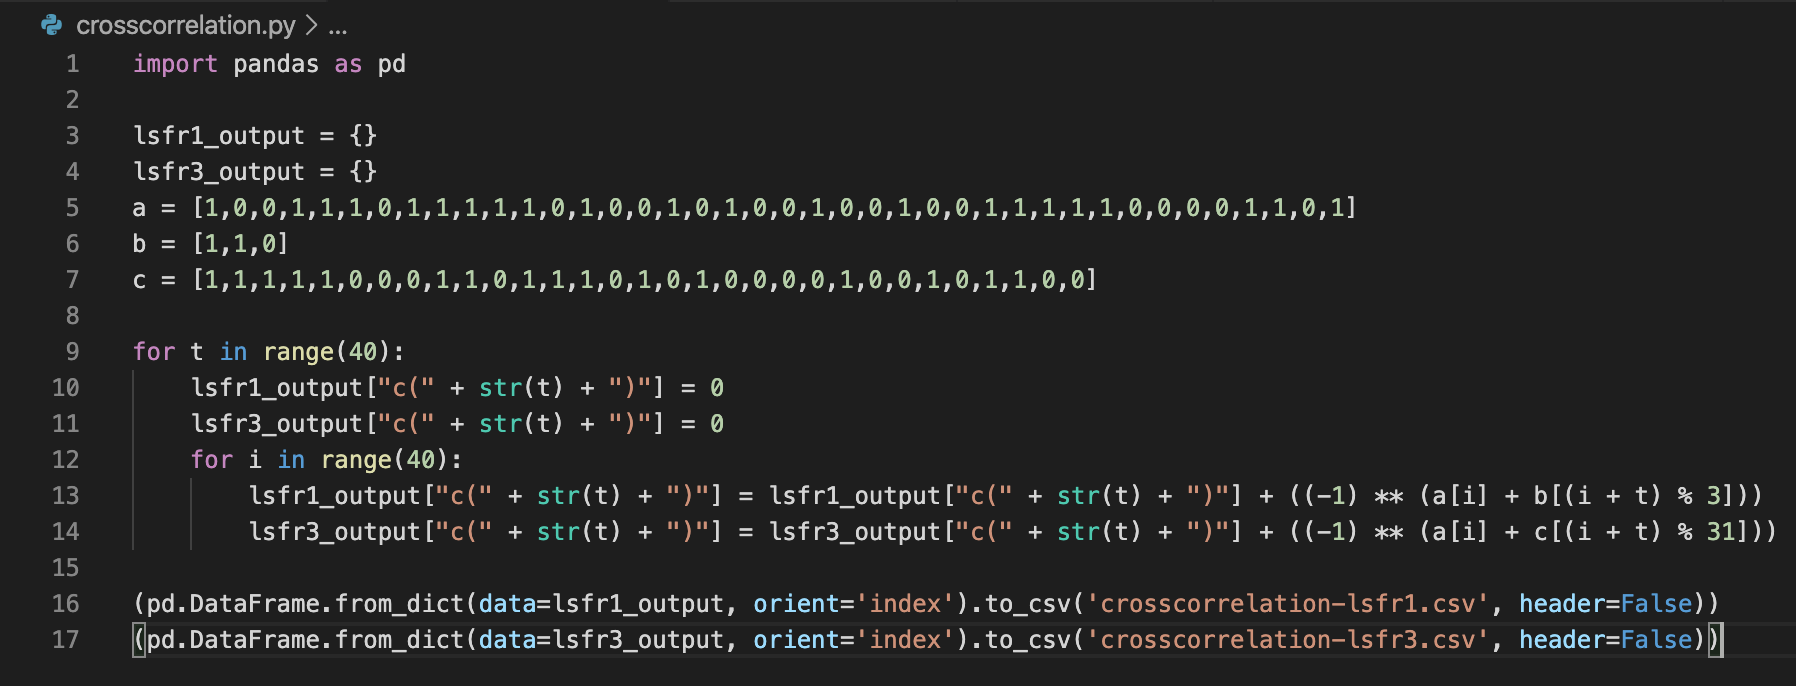 crosscorrelation.py > ...
1 import pandas as pd
2
3 lsfr1_output = {}
4 lsfr3_output = {}
5 a = [1,0,0,1,1,1,0,1,1,1,1,1,0,1,0,0,1,0,1,0,0,1,0,0,1,0,0,1,1,1,1,1,0,0,0,0,1,1,0,1]
6 b = [1,1,0]
7 c = [1,1,1,1,1,0,0,0,1,1,0,1,1,1,0,1,0,1,0,0,0,0,1,0,0,1,0,1,1,0,0]
8
9 for t in range(40):
10     lsfr1_output["c(" + str(t) + ")"] = 0
11     lsfr3_output["c(" + str(t) + ")"] = 0
12     for i in range(40):
13         lsfr1_output["c(" + str(t) + ")"] = lsfr1_output["c(" + str(t) + ")"] + ((-1) ** (a[i] + b[(i + t) % 3]))
14         lsfr3_output["c(" + str(t) + ")"] = lsfr3_output["c(" + str(t) + ")"] + ((-1) ** (a[i] + c[(i + t) % 31]))
15
16 (pd.DataFrame.from_dict(data=lsfr1_output, orient='index').to_csv('crosscorrelation-lsfr1.csv', header=False))
17 (pd.DataFrame.from_dict(data=lsfr3_output, orient='index').to_csv('crosscorrelation-lsfr3.csv', header=False))